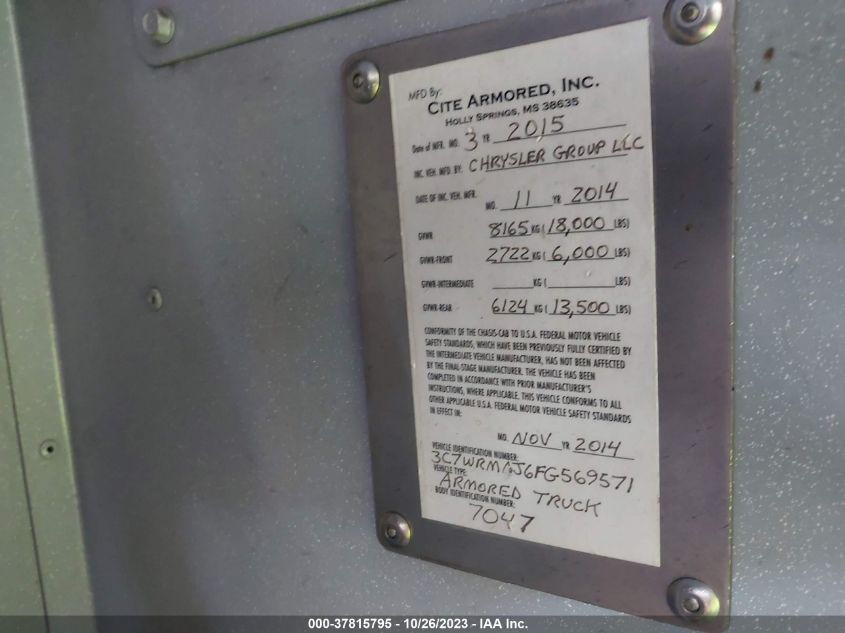 MFD By:
CITE ARMORED, INC.
HOLLY SPRINGS, MS 38635
Date of MFR. MO. 3 YR 2015
INC. VEH. MFD. BY: CHRYSLER GROUP LLC
DATE OF INC. VEH. MFR. MO. 11 YR 2014
GVWR 8165 KG ( 18,000 LBS)
GVWR-FRONT 2722 KG ( 6,000 LBS)
GVWR-INTERMEDIATE ____ KG ( ____ LBS)
GVWR-REAR 6124 KG ( 13,500 LBS)
CONFORMITY OF THE CHASIS-CAB TO U.S.A. FEDERAL MOTOR VEHICLE
SAFETY STANDARDS, WHICH HAVE BEEN PREVIOUSLY FULLY CERTIFIED BY
THE INTERMEDIATE VEHICLE MANUFACTURER, HAS NOT BEEN AFFECTED
BY THE FINAL-STAGE MANUFACTURER. THE VEHICLE HAS BEEN
COMPLETED IN ACCORDANCE WITH PRIOR MANUFACTURER'S
INSTRUCTIONS, WHERE APPLICABLE. THIS VEHICLE CONFORMS TO ALL
OTHER APPLICABLE U.S.A. FEDERAL MOTOR VEHICLE SAFETY STANDARDS
IN EFFECT IN:
MO. NOV YR 2014
VEHICLE IDENTIFICATION NUMBER:
VEHICLE TYPE:
ARMORED TRUCK
BODY IDENTIFICATION NUMBER:
7047
000-37815795 - 10/26/2023 - IAA Inc.